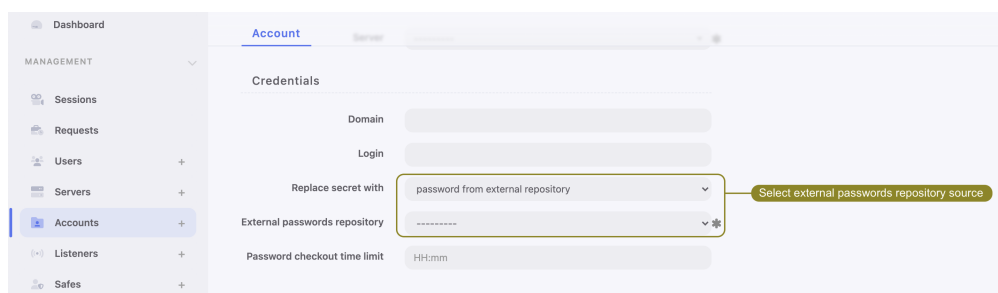 Dashboard
Account
Server
MANAGEMENT
Credentials
Sessions
Domain
Requests
Login
Users +
Replace secret with password from external repository
Select external passwords repository source
Servers +
External passwords repository --------- ✱
Accounts +
Password checkout time limit HH:mm
Listeners +
Safes +